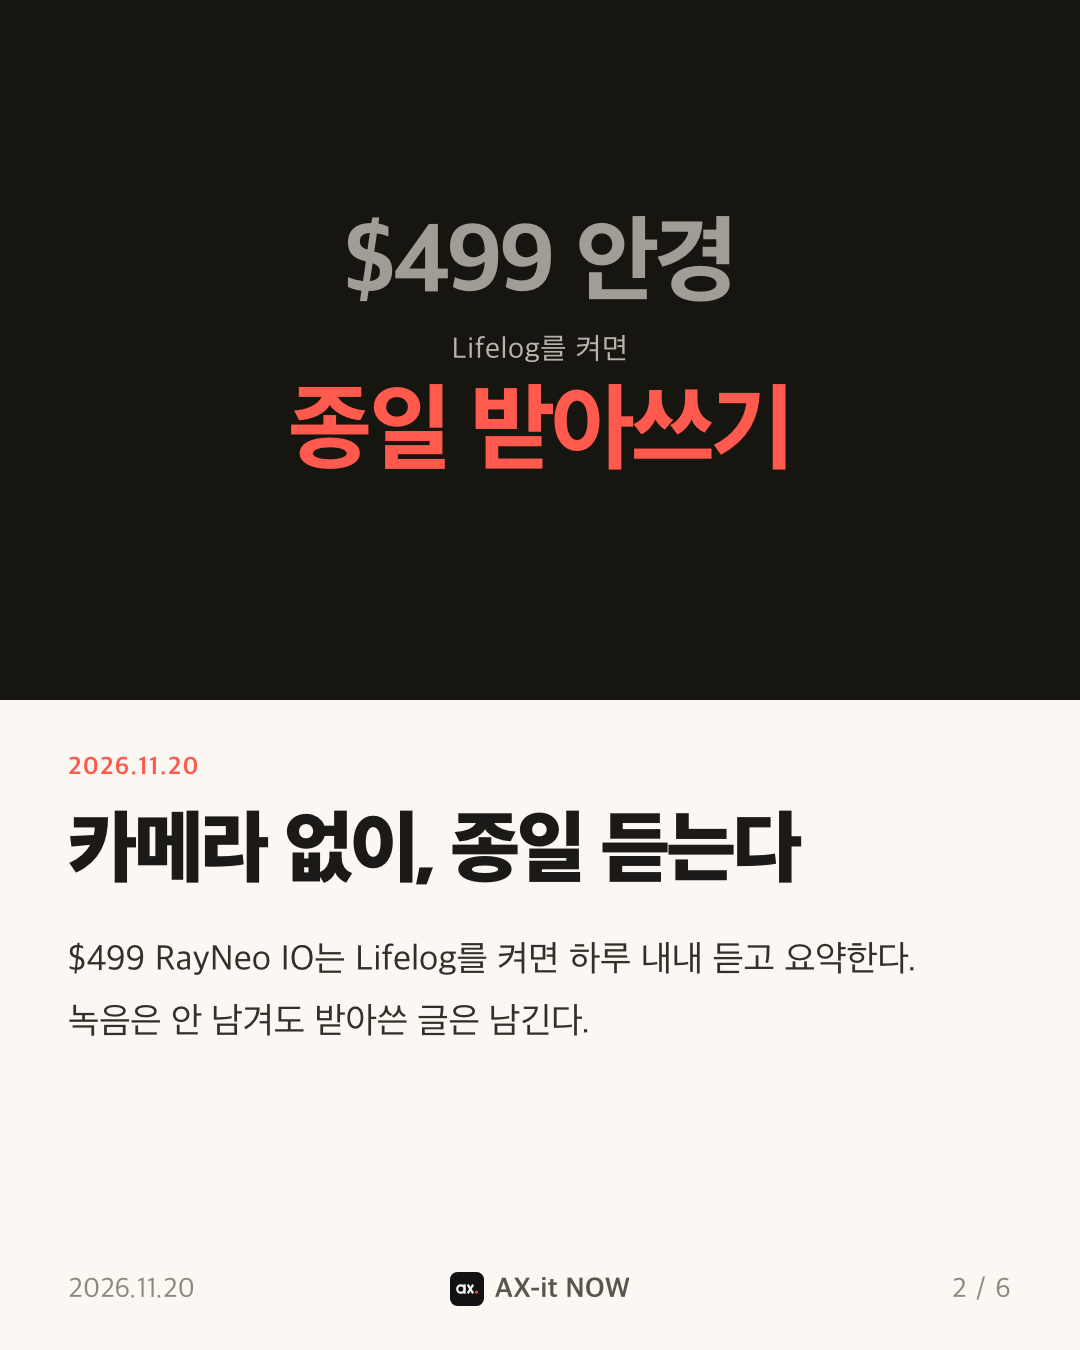 $499 안경
Lifelog를 켜면
종일 받아쓰기
2026.11.20
카메라 없이, 종일 듣는다
$499 RayNeo IO는 Lifelog를 켜면 하루 내내 듣고 요약한다.
녹음은 안 남겨도 받아쓴 글은 남긴다.
2026.11.20
ax. AX-it NOW
2 / 6